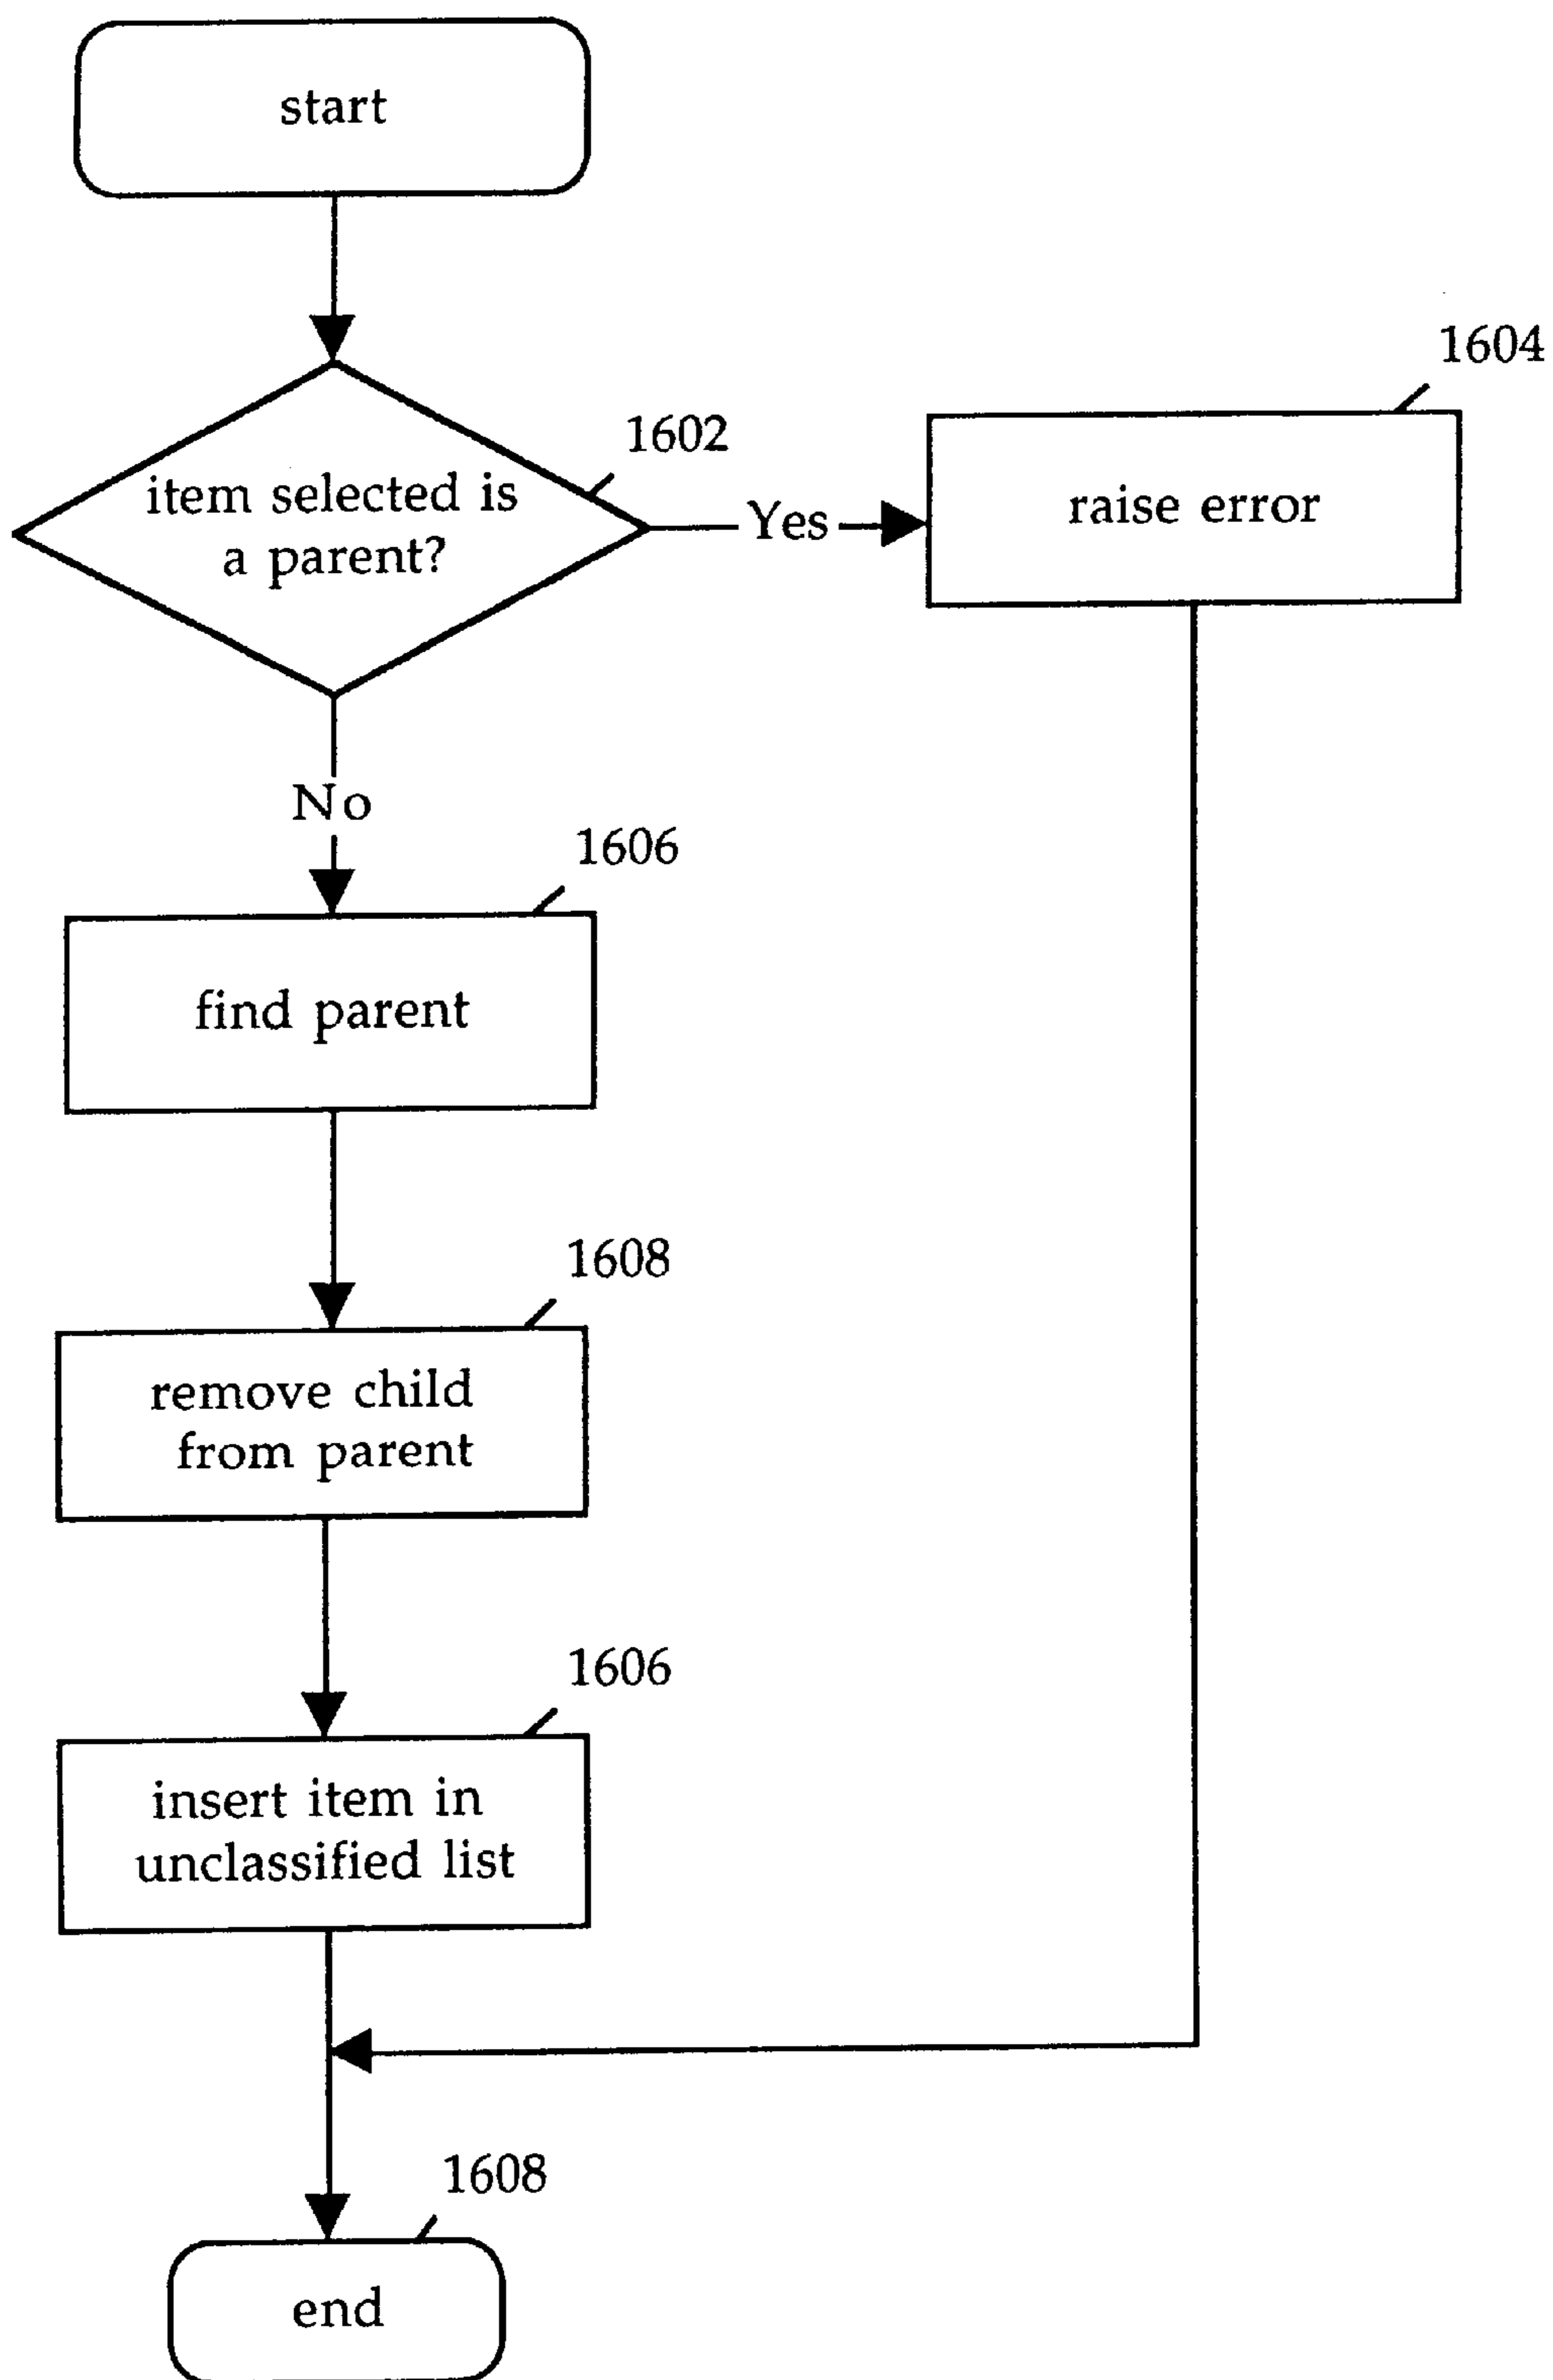 start
1602
item selected is
a parent?
Yes
1604
raise error
No
1606
find parent
1608
remove child
from parent
1606
insert item in
unclassified list
1608
end